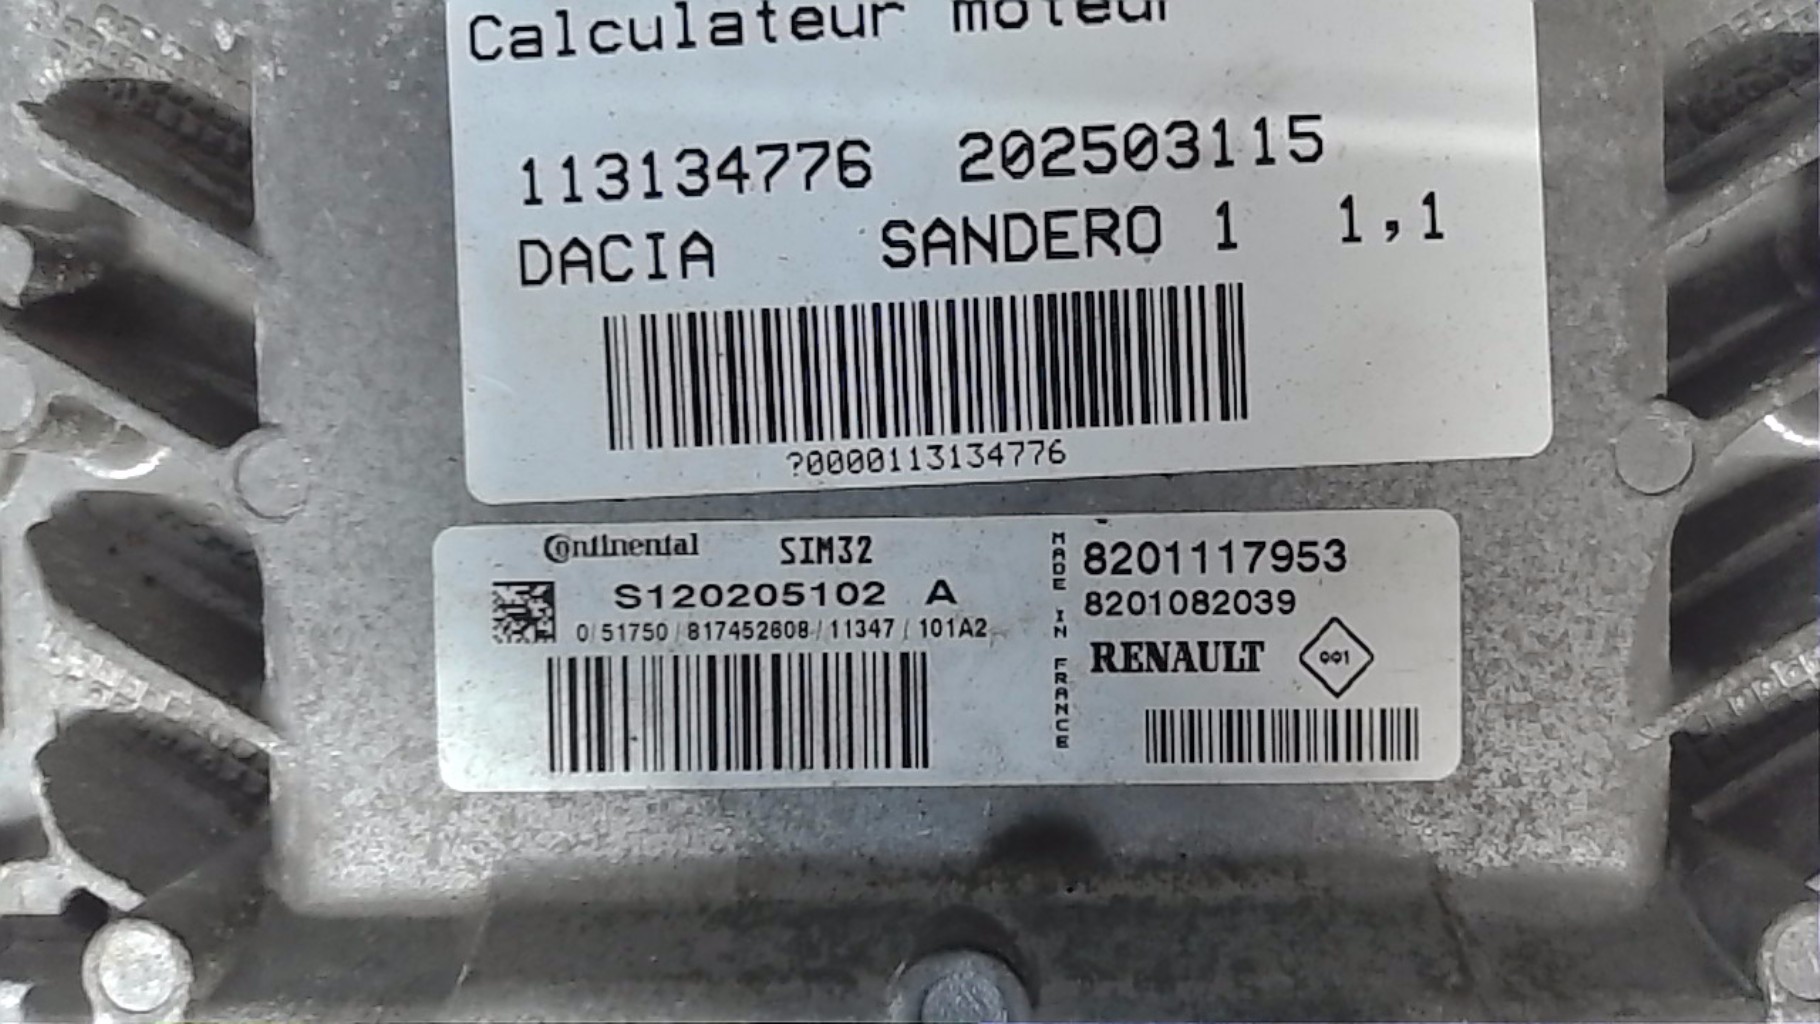 Calculateur moteur
113134776 202503115
DACIA SANDERO 1 1,1
?0000113134776
Continental SIM32
S120205102 A
0/51750/817452608/11347/101A2
MADE IN FRANCE
8201117953
8201082039
RENAULT 001